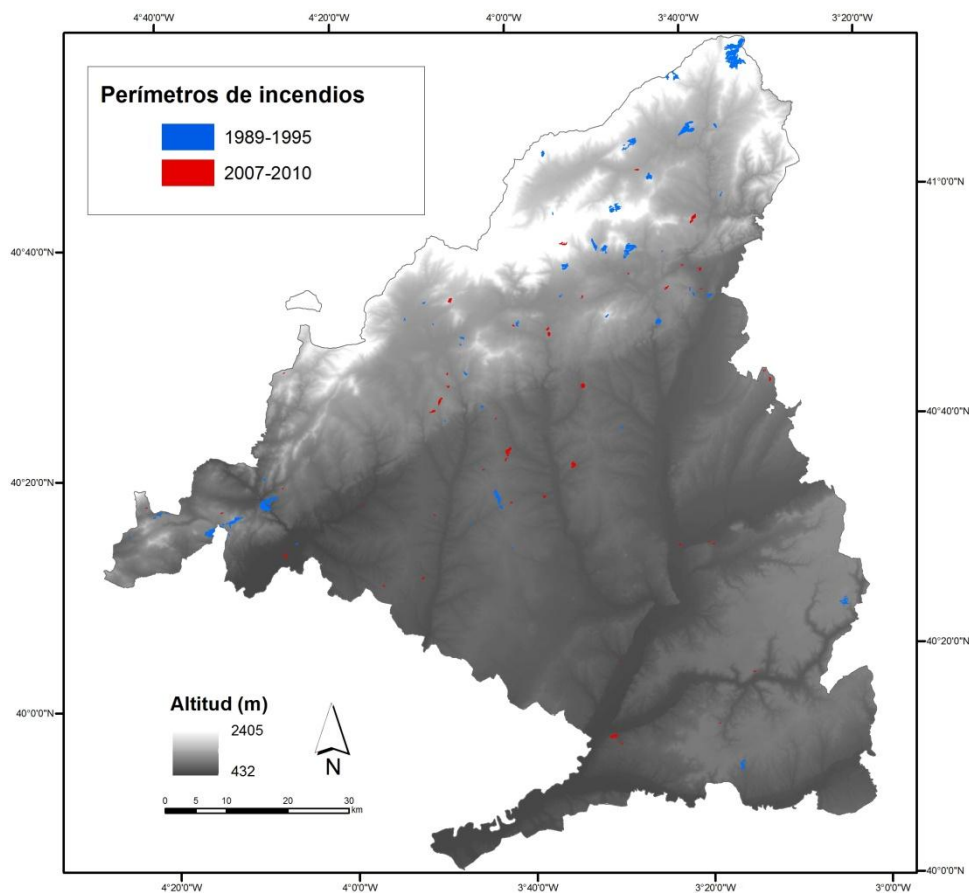 4°40'0"W 4°20'0"W 4°0'0"W 3°40'0"W 3°20'0"W
Perímetros de incendios
1989-1995
2007-2010
41°0'0"N
40°40'0"N
40°40'0"N
40°20'0"N
40°20'0"N
Altitud (m)
2405
432
40°0'0"N
N
0 5 10 20 30
km
40°0'0"N
4°20'0"W 4°0'0"W 3°40'0"W 3°20'0"W 3°0'0"W